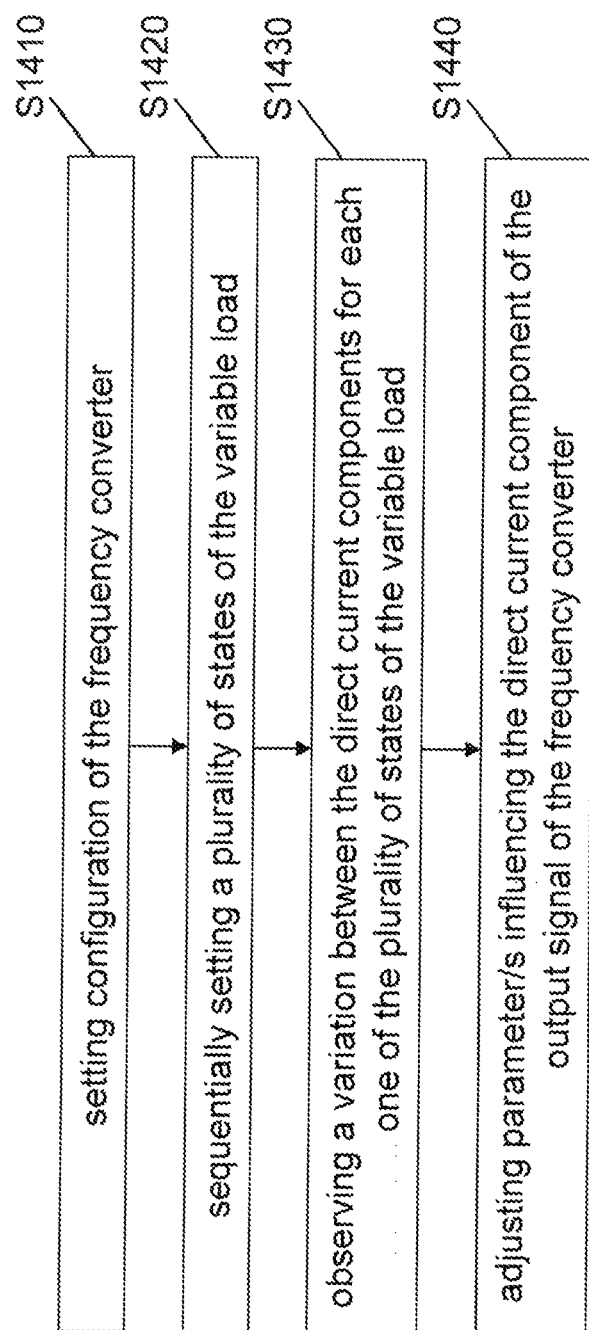 S1410
setting configuration of the frequency converter
S1420
sequentially setting a plurality of states of the variable load
S1430
observing a variation between the direct current components for each
one of the plurality of states of the variable load
S1440
adjusting parameter/s influencing the direct current component of the
output signal of the frequency converter